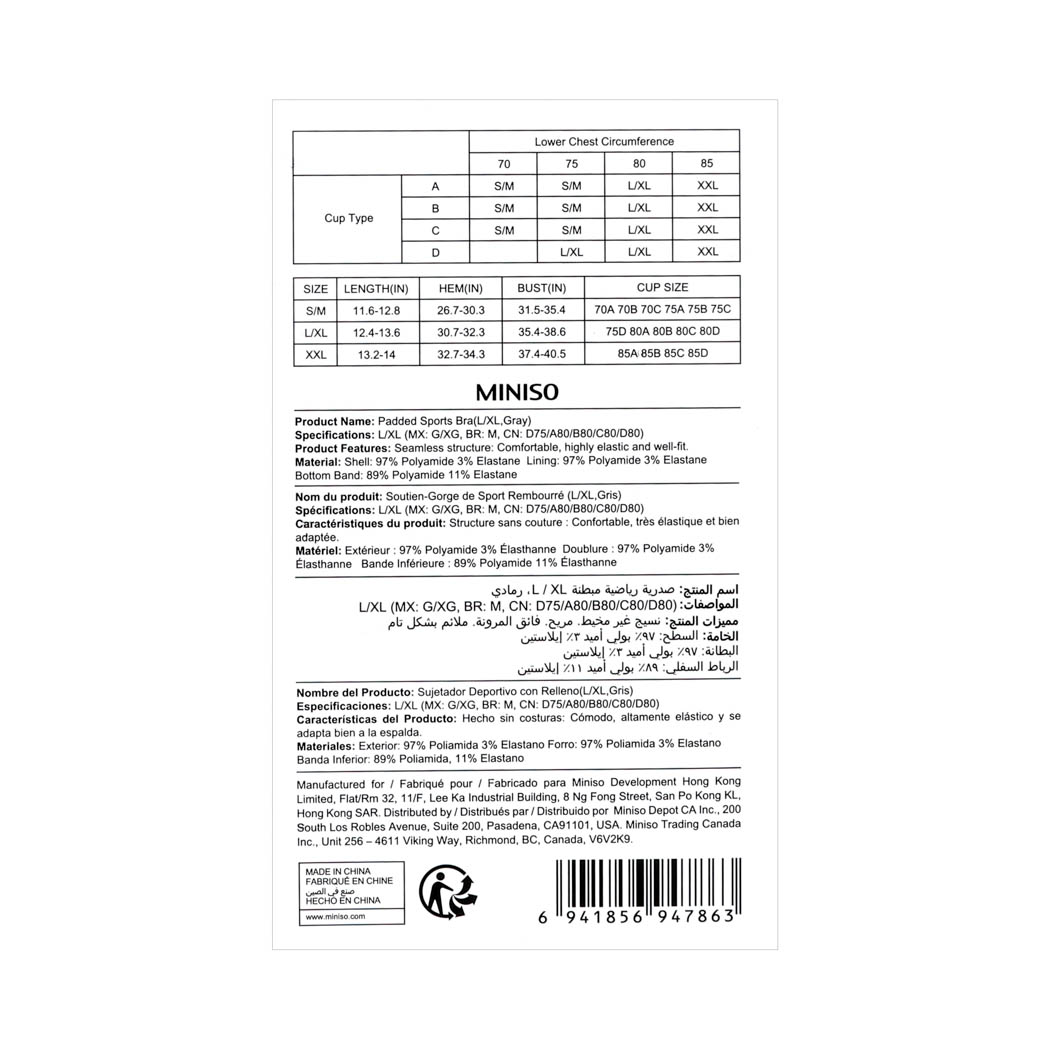 Lower Chest Circumference
70 75 80 85
Cup Type
A S/M S/M L/XL XXL
B S/M S/M L/XL XXL
C S/M S/M L/XL XXL
D L/XL L/XL XXL
SIZE LENGTH(IN) HEM(IN) BUST(IN) CUP SIZE
S/M 11.6-12.8 26.7-30.3 31.5-35.4 70A 70B 70C 75A 75B 75C
L/XL 12.4-13.6 30.7-32.3 35.4-38.6 75D 80A 80B 80C 80D
XXL 13.2-14 32.7-34.3 37.4-40.5 85A 85B 85C 85D
MINISO
Product Name: Padded Sports Bra(L/XL,Gray)
Specifications: L/XL (MX: G/XG, BR: M, CN: D75/A80/B80/C80/D80)
Product Features: Seamless structure: Comfortable, highly elastic and well-fit.
Material: Shell: 97% Polyamide 3% Elastane Lining: 97% Polyamide 3% Elastane
Bottom Band: 89% Polyamide 11% Elastane
Nom du produit: Soutien-Gorge de Sport Rembourré (L/XL,Gris)
Spécifications: L/XL (MX: G/XG, BR: M, CN: D75/A80/B80/C80/D80)
Caractéristiques du produit: Structure sans couture : Confortable, très élastique et bien
adaptée.
Matériel: Extérieur : 97% Polyamide 3% Élasthanne Doublure : 97% Polyamide 3%
Élasthanne Bande Inférieure : 89% Polyamide 11% Élasthanne
اسم المنتج: صدرية رياضية مبطنة L / XL، رمادي
المواصفات: L/XL (MX: G/XG, BR: M, CN: D75/A80/B80/C80/D80)
مميزات المنتج: نسيج غير مخيط. مريح. فائق المرونة. ملائم بشكل تام
الخامة: السطح: ٩٧٪ بولي أميد ٣٪ إيلاستين
البطانة: ٩٧٪ بولي أميد ٣٪ إيلاستين
الرباط السفلي: ٨٩٪ بولي أميد ١١٪ إيلاستين
Nombre del Producto: Sujetador Deportivo con Relleno(L/XL,Gris)
Especificaciones: L/XL (MX: G/XG, BR: M, CN: D75/A80/B80/C80/D80)
Características del Producto: Hecho sin costuras: Cómodo, altamente elástico y se
adapta bien a la espalda.
Materiales: Exterior: 97% Poliamida 3% Elastano Forro: 97% Poliamida 3% Elastano
Banda Inferior: 89% Poliamida, 11% Elastano
Manufactured for / Fabriqué pour / Fabricado para Miniso Development Hong Kong
Limited, Flat/Rm 32, 11/F, Lee Ka Industrial Building, 8 Ng Fong Street, San Po Kong KL,
Hong Kong SAR. Distributed by / Distribués par / Distribuido por Miniso Depot CA Inc., 200
South Los Robles Avenue, Suite 200, Pasadena, CA91101, USA. Miniso Trading Canada
Inc., Unit 256 – 4611 Viking Way, Richmond, BC, Canada, V6V2K9.
MADE IN CHINA
FABRIQUÉ EN CHINE
صنع في الصين
HECHO EN CHINA
www.miniso.com
6 941856 947863